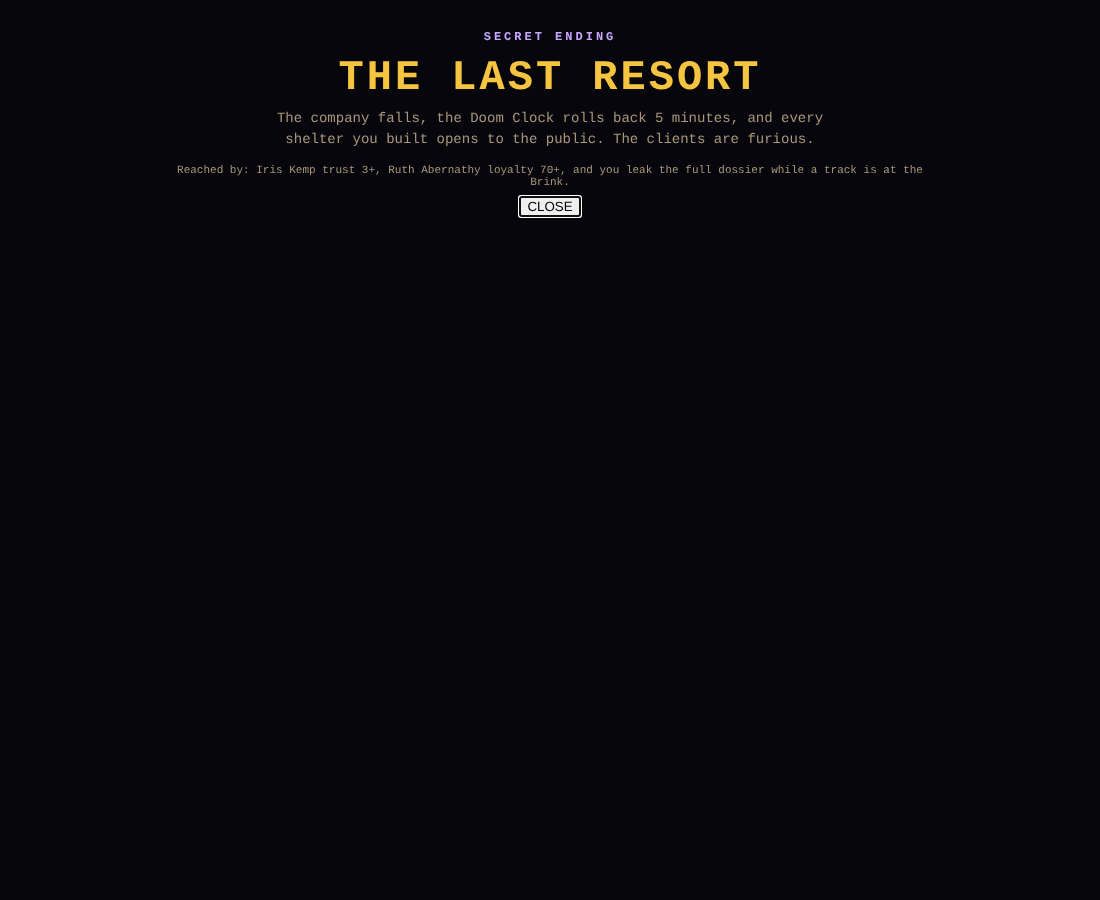 SECRET ENDING
THE LAST RESORT
The company falls, the Doom Clock rolls back 5 minutes, and every
shelter you built opens to the public. The clients are furious.
Reached by: Iris Kemp trust 3+, Ruth Abernathy loyalty 70+, and you leak the full dossier while a track is at the
Brink.
CLOSE